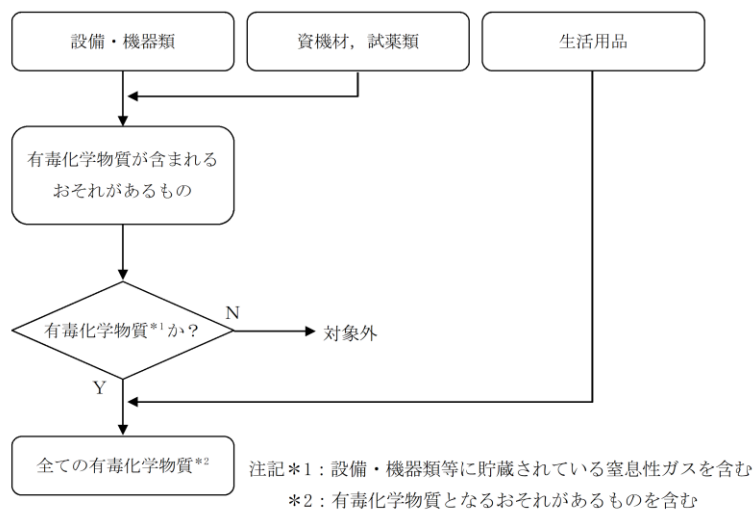 設備・機器類
資機材，試薬類
生活用品
有毒化学物質が含まれる
おそれがあるもの
有毒化学物質*1か？
N
対象外
Y
全ての有毒化学物質*2
注記＊1：設備・機器類等に貯蔵されている窒息性ガスを含む
＊2：有毒化学物質となるおそれがあるものを含む